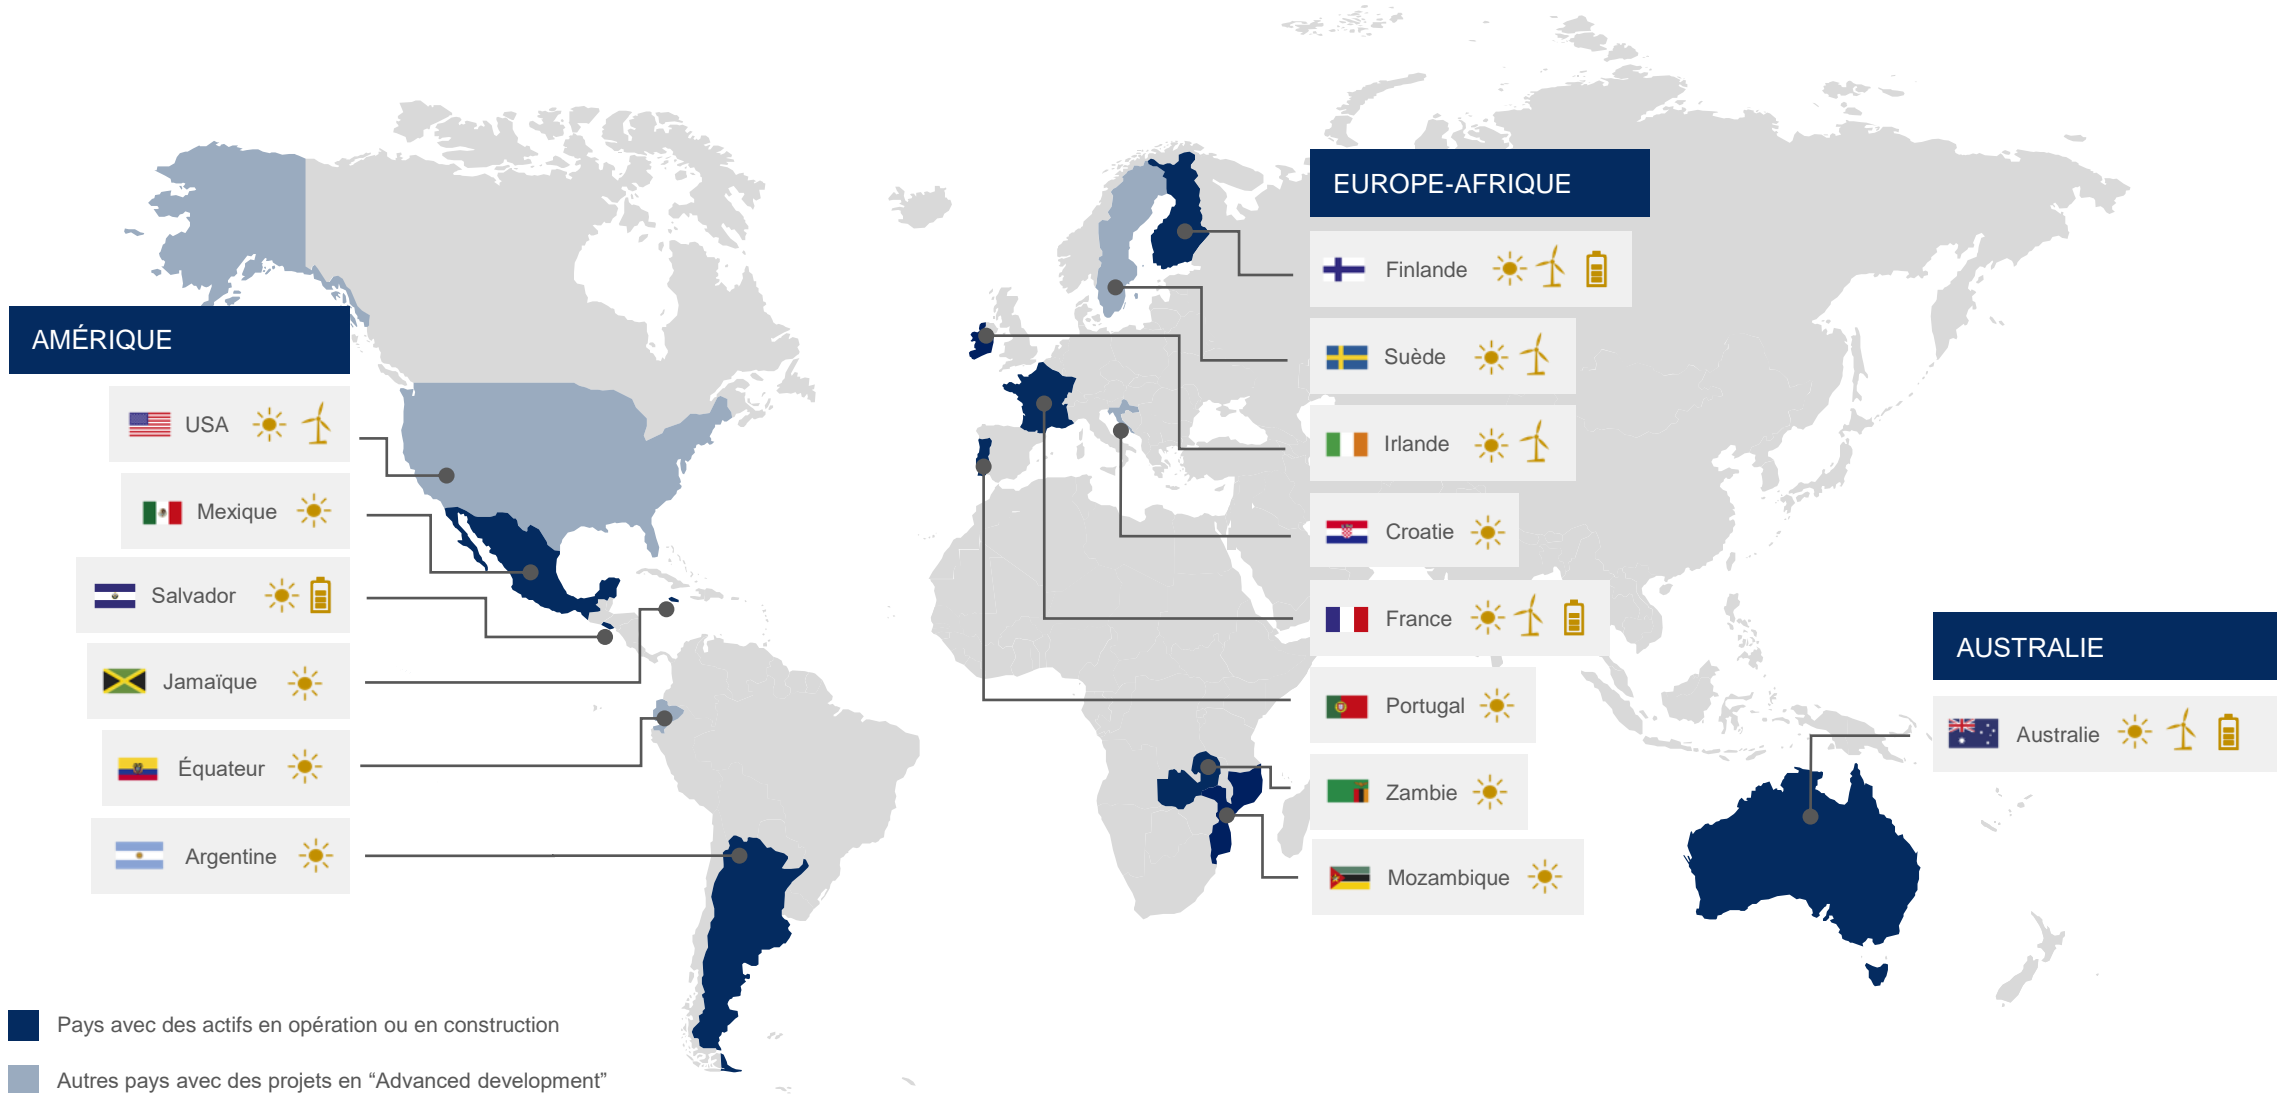 AMÉRIQUE
USA
Mexique
Salvador
Jamaïque
Équateur
Argentine
EUROPE-AFRIQUE
Finlande
Suède
Irlande
Croatie
France
Portugal
Zambie
Mozambique
AUSTRALIE
Australie
Pays avec des actifs en opération ou en construction
Autres pays avec des projets en “Advanced development”